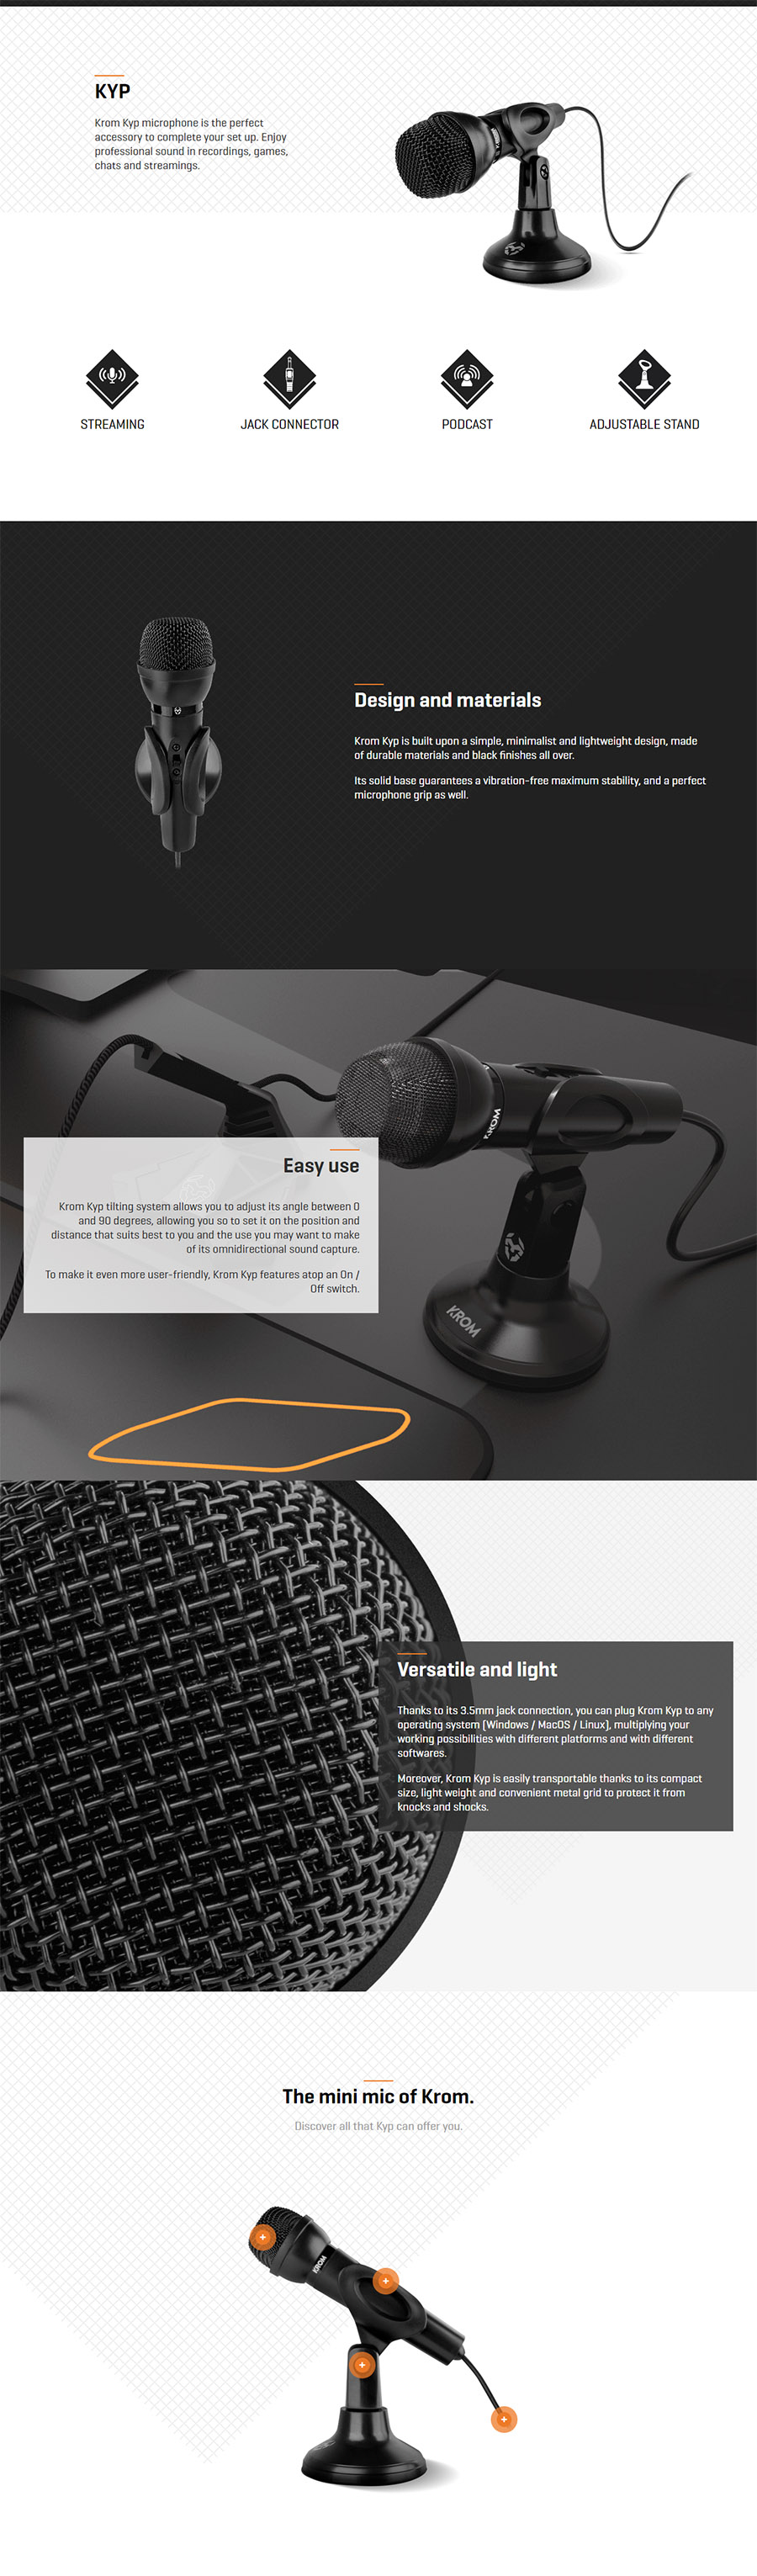 KYP
Krom Kyp microphone is the perfect
accessory to complete your set up. Enjoy
professional sound in recordings, games,
chats and streamings.
STREAMING
JACK CONNECTOR
PODCAST
ADJUSTABLE STAND
Design and materials
Krom Kyp is built upon a simple, minimalist and lightweight design, made
of durable materials and black finishes all over.
Its solid base guarantees a vibration-free maximum stability, and a perfect
microphone grip as well.
KROM
KROM
Easy use
Krom Kyp tilting system allows you to adjust its angle between 0
and 90 degrees, allowing you so to set it on the position and
distance that suits best to you and the use you may want to make
of its omnidirectional sound capture.
To make it even more user-friendly, Krom Kyp features atop an On /
Off switch.
Versatile and light
Thanks to its 3.5mm jack connection, you can plug Krom Kyp to any
operating system (Windows / MacOS / Linux), multiplying your
working possibilities with different platforms and with different
softwares.
Moreover, Krom Kyp is easily transportable thanks to its compact
size, light weight and convenient metal grid to protect it from
knocks and shocks.
The mini mic of Krom.
Discover all that Kyp can offer you.
KROM